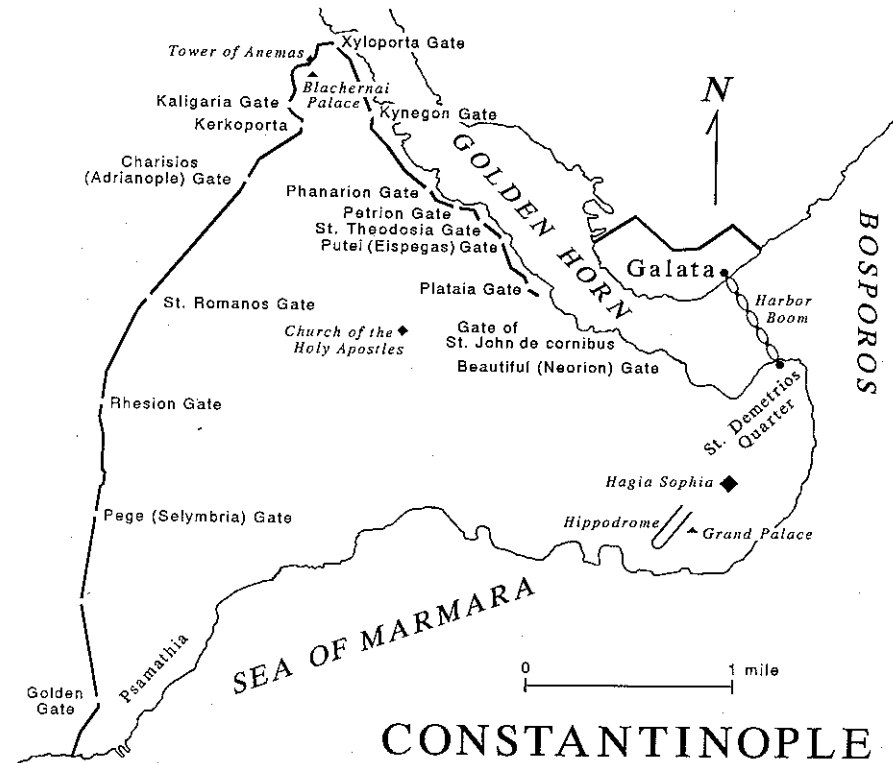 Xyloporta Gate
Tower of Anemas
Blachernai
Palace
Kaligaria Gate
Kynegon Gate
Kerkoporta
N
GOLDEN HORN
Charisios
(Adrianople) Gate
Phanarion Gate
Petrion Gate
St. Theodosia Gate
Putei (Eispegas) Gate
BOSPOROS
Galata
Plataia Gate
St. Romanos Gate
Harbor
Boom
Church of the
Holy Apostles
Gate of
St. John de cornibus
Beautiful (Neorion) Gate
Rhesion Gate
St. Demetrios
Quarter
Hagia Sophia
Pege (Selymbria) Gate
Hippodrome
Grand Palace
SEA OF MARMARA
Psamathia
0 1 mile
Golden
Gate
CONSTANTINOPLE